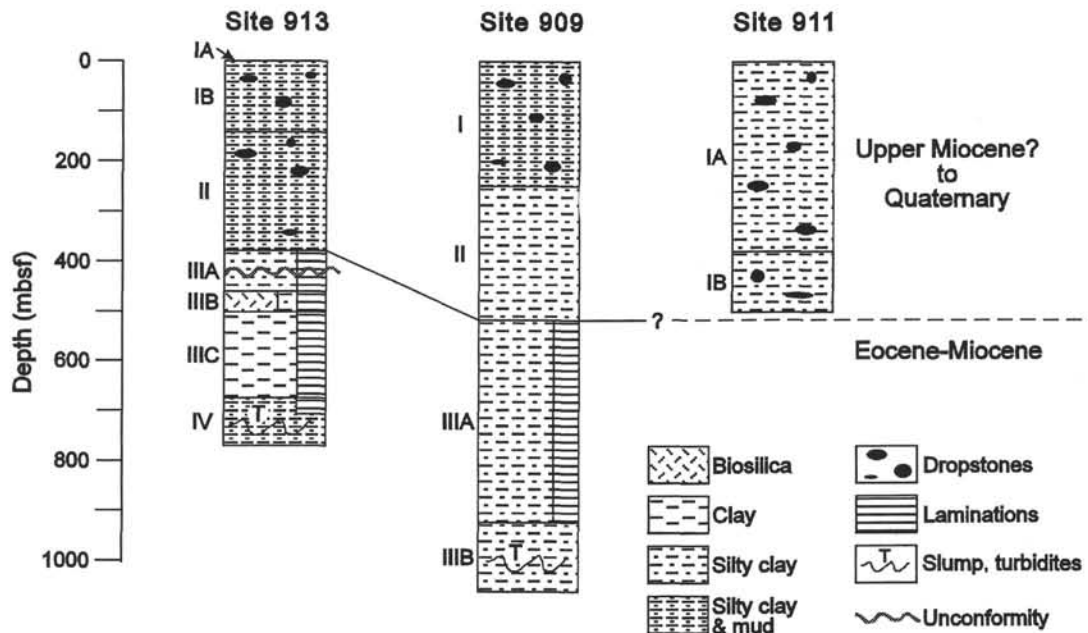 Site 913
Site 909
Site 911
Depth (mbsf)
0
200
400
600
800
1000
IA
IB
II
IIIA
IIIB
IIIC
IV
T
I
II
IIIA
IIIB
T
IA
IB
Upper Miocene?
to
Quaternary
?
Eocene-Miocene
Biosilica
Clay
Silty clay
Silty clay
& mud
Dropstones
Laminations
T
Slump, turbidites
Unconformity